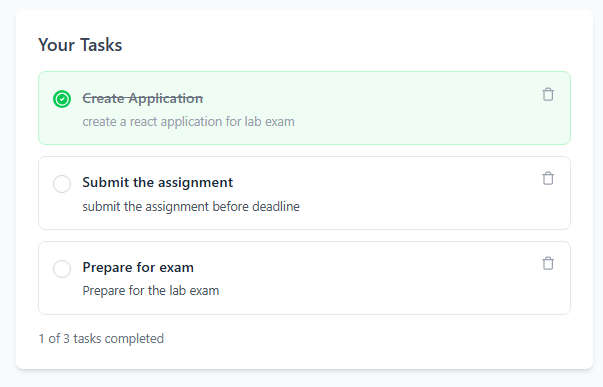 Your Tasks
Create Application
create a react application for lab exam
Submit the assignment
submit the assignment before deadline
Prepare for exam
Prepare for the lab exam
1 of 3 tasks completed